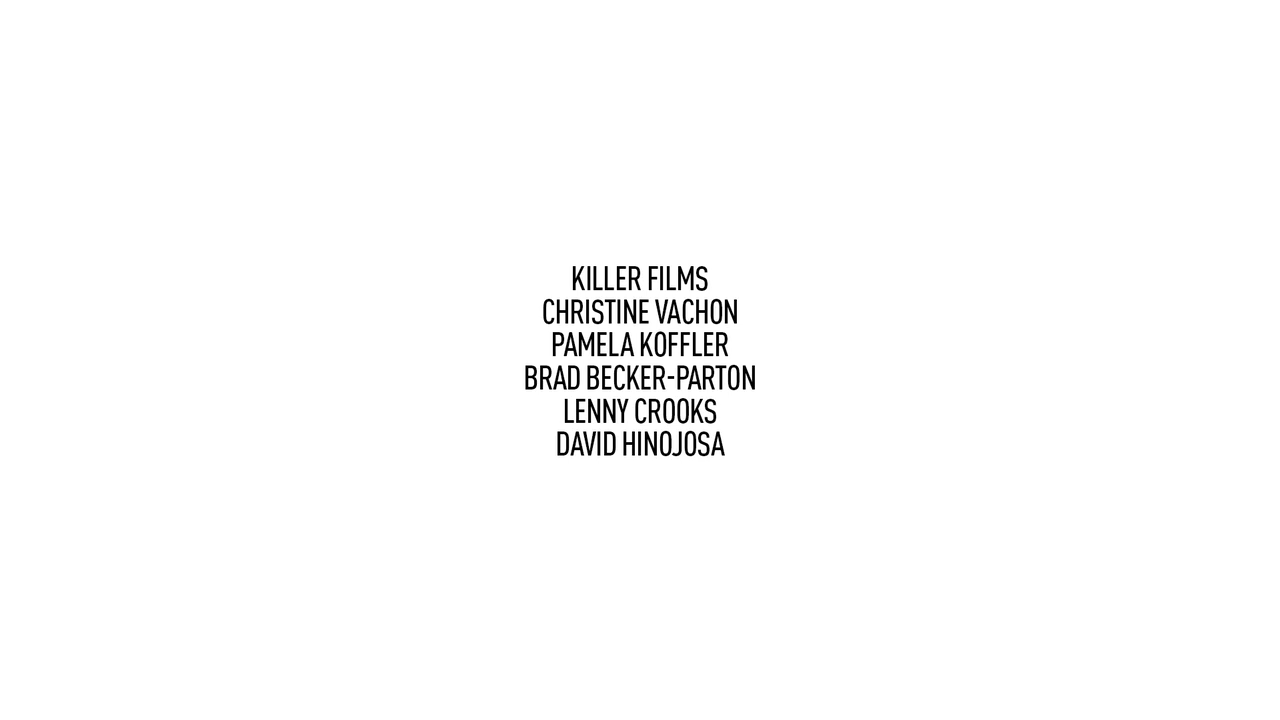 KILLER FILMS
CHRISTINE VACHON
PAMELA KOFFLER
BRAD BECKER-PARTON
LENNY CROOKS
DAVID HINOJOSA